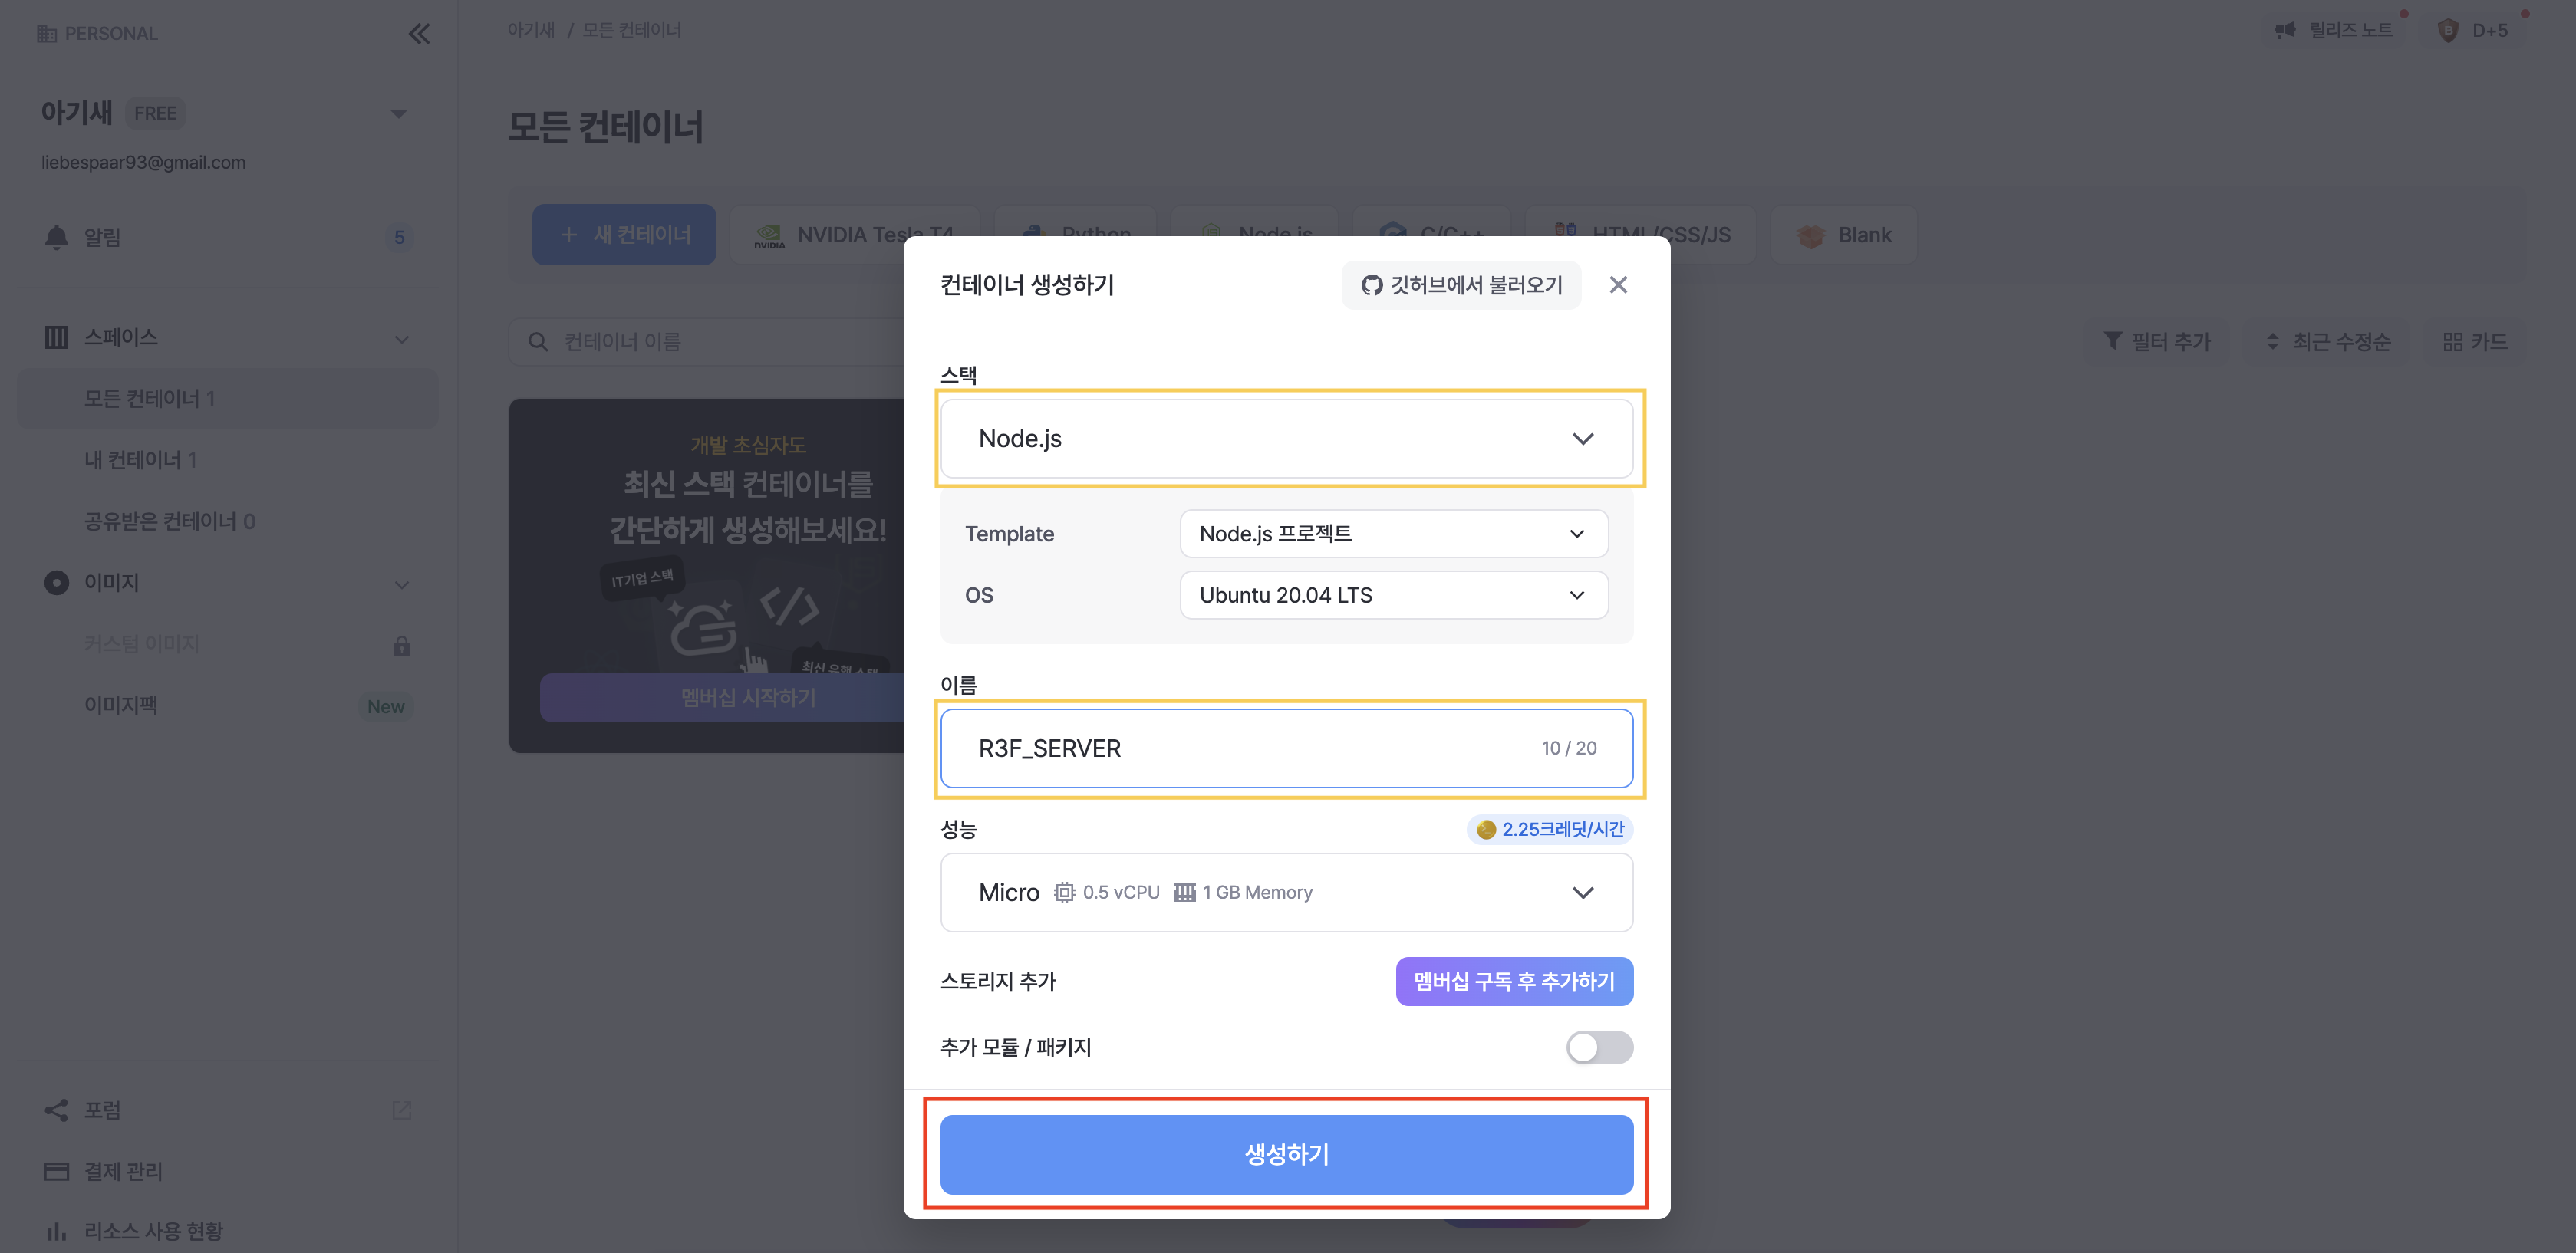 PERSONAL
아기새 / 모든 컨테이너
릴리즈 노트
D+5
아기새 FREE
liebespaar93@gmail.com
알림 5
스페이스
모든 컨테이너 1
내 컨테이너 1
공유받은 컨테이너 0
이미지
커스텀 이미지
이미지팩 New
포럼
결제 관리
리소스 사용 현황
모든 컨테이너
+ 새 컨테이너
NVIDIA NVIDIA Tesla T4
Python
Node.js
C/C++
HTML/CSS/JS
Blank
컨테이너 이름
필터 추가
최근 수정순
카드
개발 초심자도
최신 스택 컨테이너를
간단하게 생성해보세요!
IT기업 스택
최신 유행 스택
멤버십 시작하기
컨테이너 생성하기
깃허브에서 불러오기
스택
Node.js
Template Node.js 프로젝트
OS Ubuntu 20.04 LTS
이름
R3F_SERVER 10 / 20
성능 2.25크레딧/시간
Micro 0.5 vCPU 1 GB Memory
스토리지 추가 멤버십 구독 후 추가하기
추가 모듈 / 패키지
생성하기